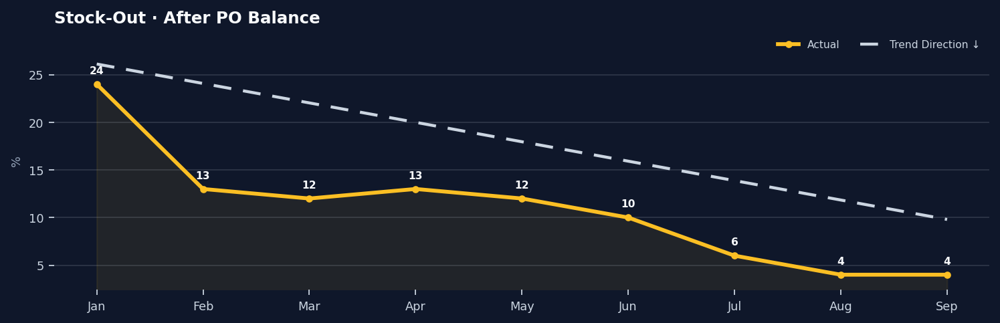 Stock-Out · After PO Balance
Actual
Trend Direction ↓
%
25
20
15
10
5
24
13
12
13
12
10
6
4
4
Jan
Feb
Mar
Apr
May
Jun
Jul
Aug
Sep